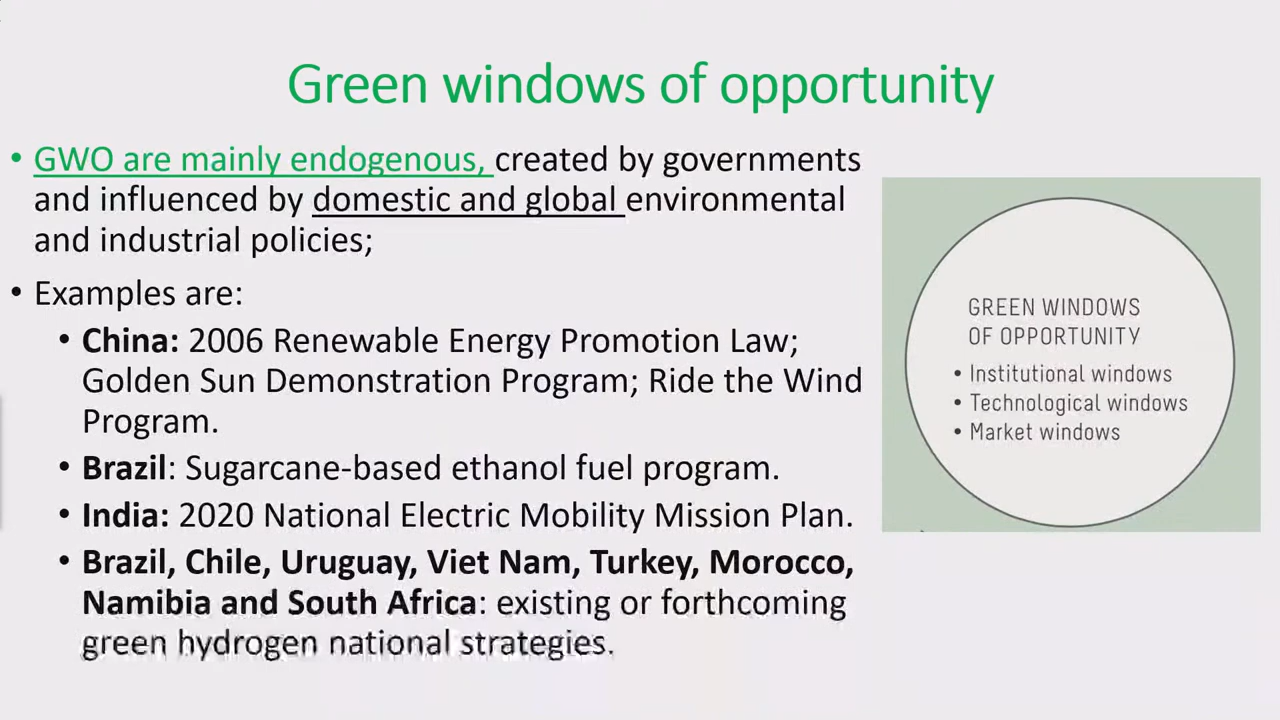 Green windows of opportunity
• GWO are mainly endogenous, created by governments
and influenced by domestic and global environmental
and industrial policies;
• Examples are:
• China: 2006 Renewable Energy Promotion Law;
Golden Sun Demonstration Program; Ride the Wind
Program.
• Brazil: Sugarcane-based ethanol fuel program.
• India: 2020 National Electric Mobility Mission Plan.
• Brazil, Chile, Uruguay, Viet Nam, Turkey, Morocco,
Namibia and South Africa: existing or forthcoming
green hydrogen national strategies.
GREEN WINDOWS
OF OPPORTUNITY
• Institutional windows
• Technological windows
• Market windows